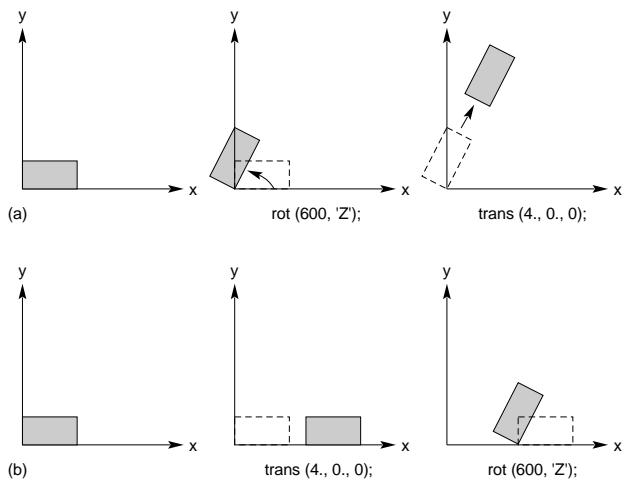 y y y
x x x
(a) rot (600, 'Z'); trans (4., 0., 0);
y y y
x x x
(b) trans (4., 0., 0); rot (600, 'Z');